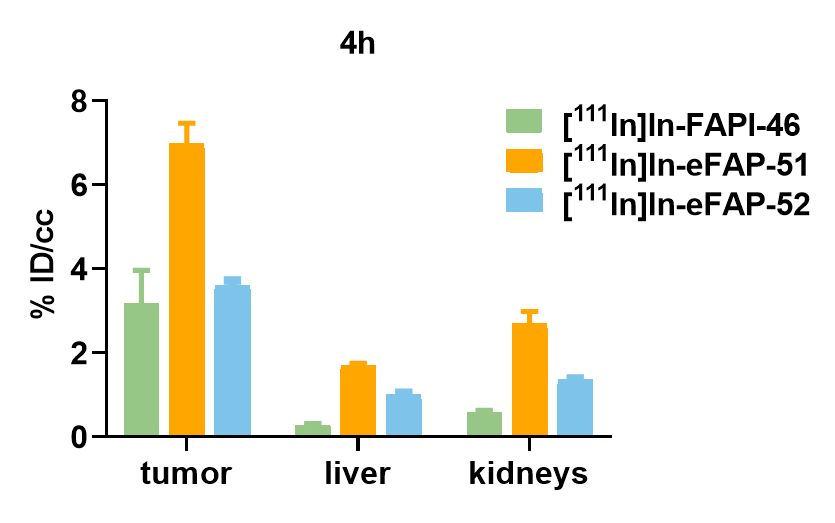 4h
[¹¹¹In]In-FAPI-46
[¹¹¹In]In-eFAP-51
[¹¹¹In]In-eFAP-52
% ID/cc
8
6
4
2
0
tumor liver kidneys